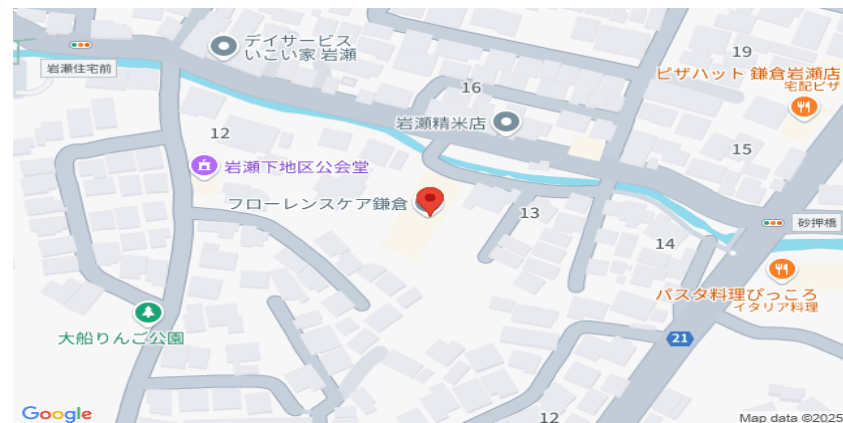 デイサービス
いこい家 岩瀬
岩瀬住宅前
19
ピザハット 鎌倉岩瀬店
宅配ピザ
16
岩瀬精米店
12
15
岩瀬下地区公会堂
フローレンスケア鎌倉
13
砂押橋
14
パスタ料理びっころ
イタリア料理
大船りんご公園
21
Google
12
Map data ©2025